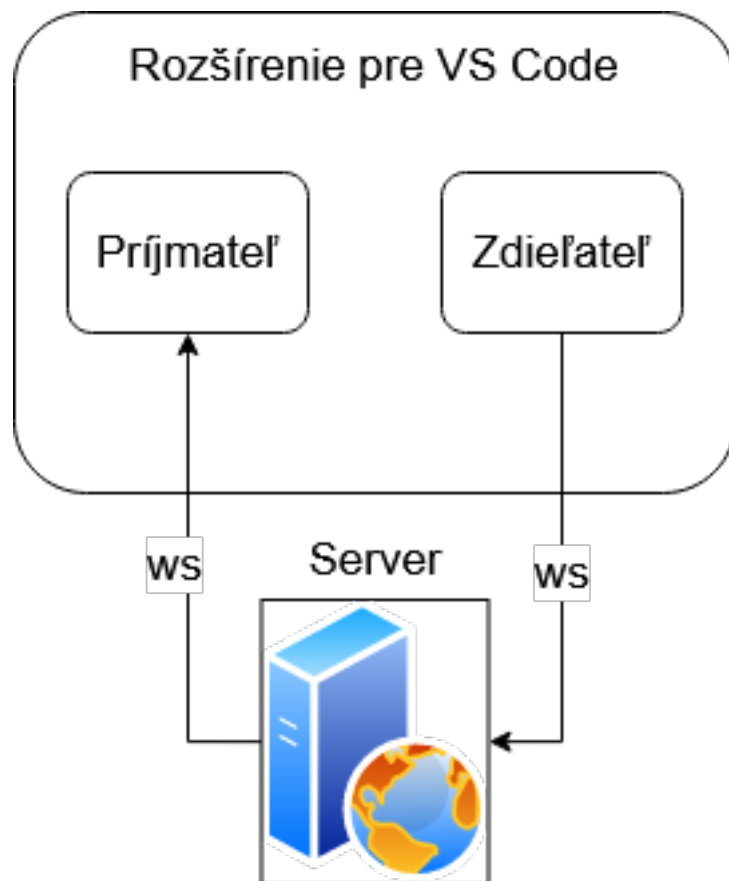 Rozšírenie pre VS Code
Príjmateľ
Zdieľateľ
ws
Server
ws